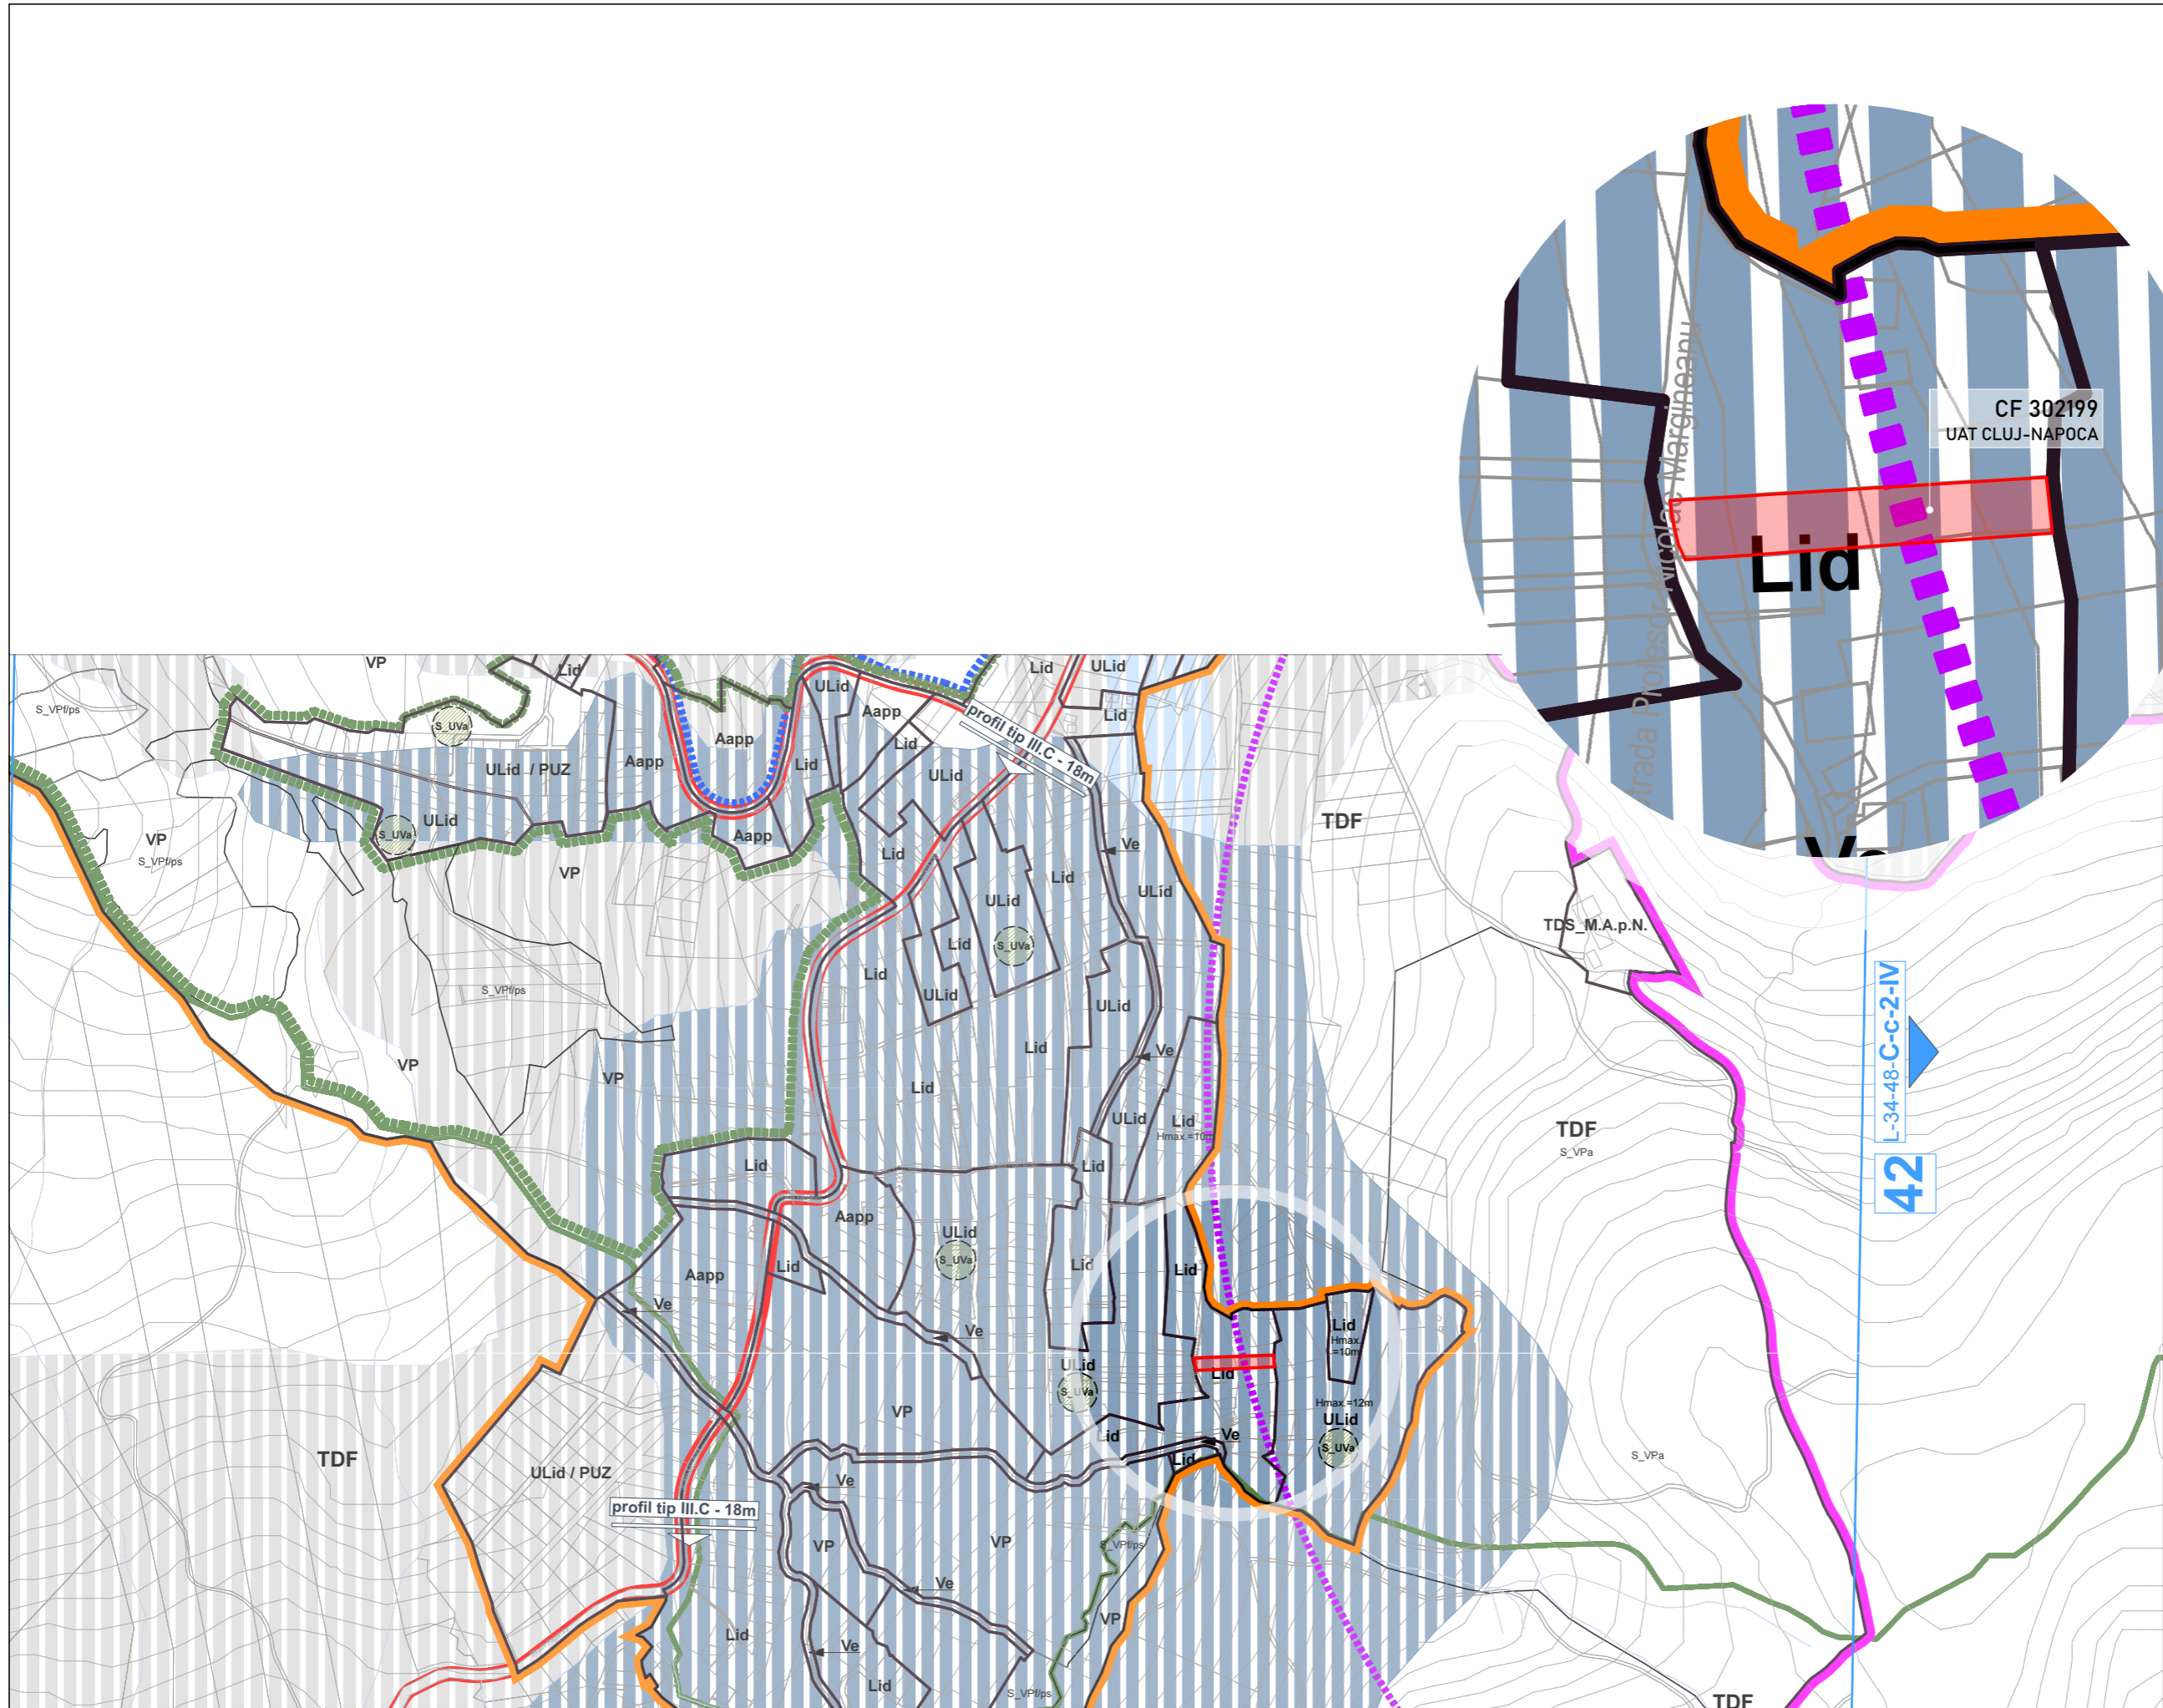 CF 302199
UAT CLUJ-NAPOCA
Strada Profesor Nicolae Marginoanu
Lid
Ve
VP
Lid
Lid
ULid
S_VPf/ps
S_UVa
ULid
Aapp
Lid
profil tip III.C - 18m
Aapp
Lid
Aapp
Lid
ULid
ULid / PUZ
S_UVa
ULid
Aapp
TDF
VP
S_VPf/ps
Lid
Ve
VP
Lid
ULid
ULid
TDS_M.A.p.N.
Lid
S_UVa
Lid
S_VPf/ps
ULid
ULid
L-34-48-C-c-2-IV
Lid
Ve
VP
VP
Lid
ULid
Lid
Hmax.=10m
TDF
S_VPa
Lid
Lid
42
Aapp
ULid
S_UVa
Lid
Lid
Lid
Aapp
Ve
Ve
Lid
Hmax.
=10m
ULid
Lid
S_UVa
Hmax.=12m
VP
ULid
Lid
Ve
S_UVa
TDF
Lid
S_VPa
ULid / PUZ
Ve
profil tip III.C - 18m
VP
VP
S_VPf/ps
Ve
VP
Lid
Ve
Lid
S_VPf/ps
TDF